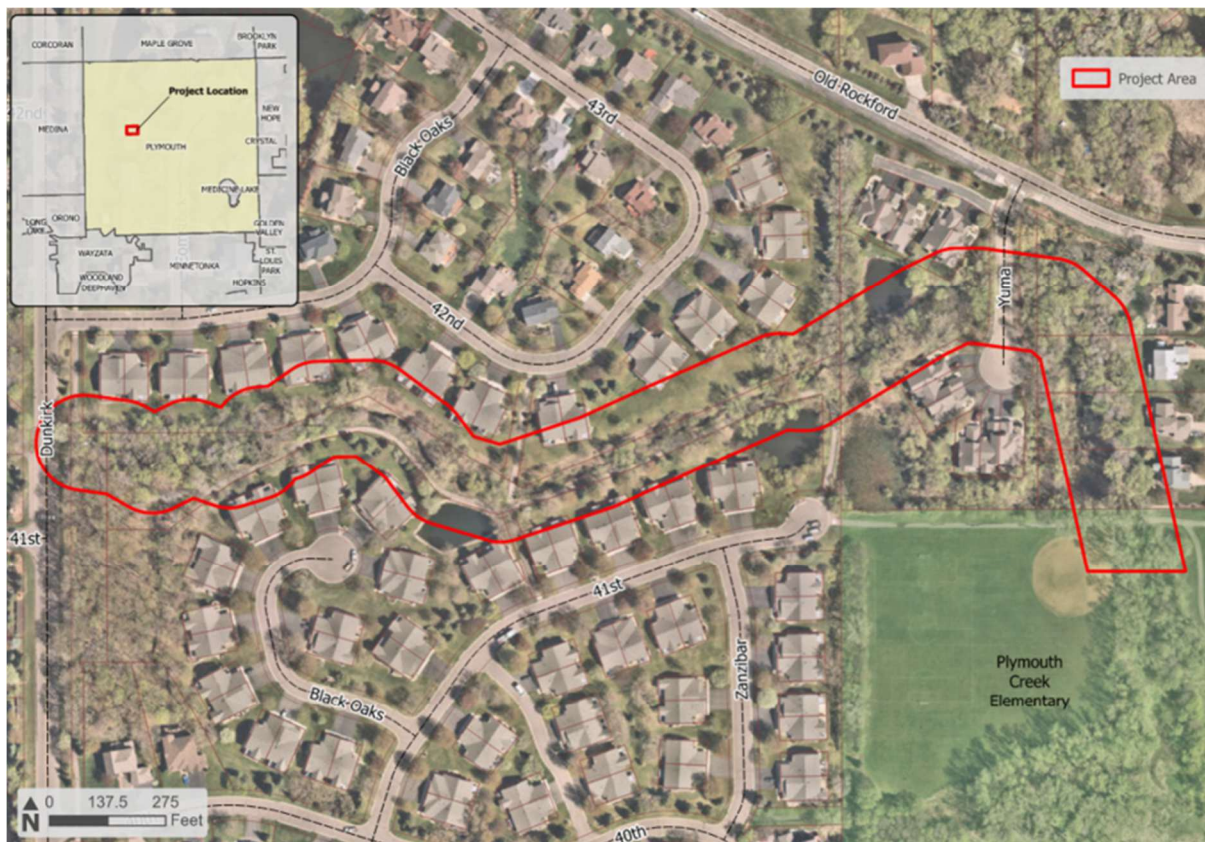 CORCORAN
MAPLE GROVE
BROOKLYN
PARK
Project Location
MEDINA
PLYMOUTH
NEW
HOPE
CRYSTAL
MEDICINE LAKE
ORONO
LONG
LAKE
GOLDEN
VALLEY
WAYZATA
ST.
LOUIS
PARK
MINNETONKA
WOODLAND
DEEPHAVEN
HOPKINS
Project Area
Old Rockford
43rd
Black Oaks
42nd
Yuma
Dunkirk
41st
41st
Zanzibar
Black Oaks
Plymouth
Creek
Elementary
40th
N
0 137.5 275
Feet